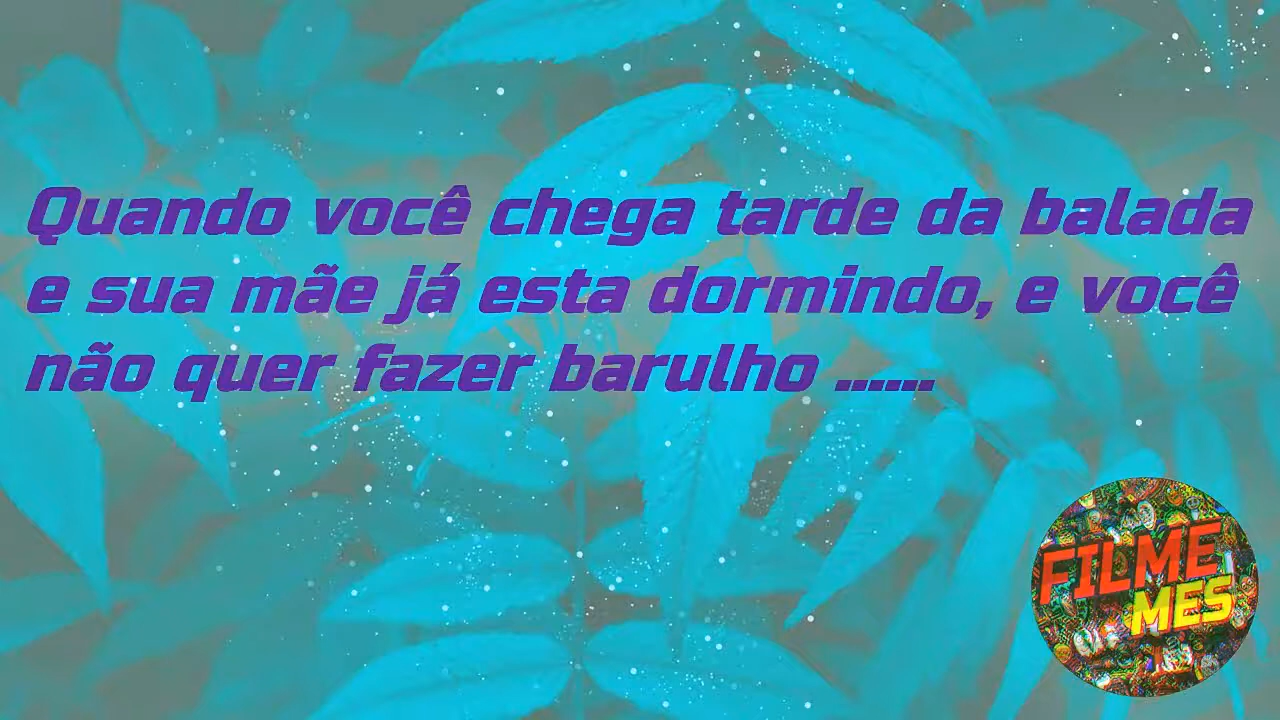 Quando você chega tarde da balada
e sua mãe já esta dormindo, e você
não quer fazer barulho ......
FILME
MES